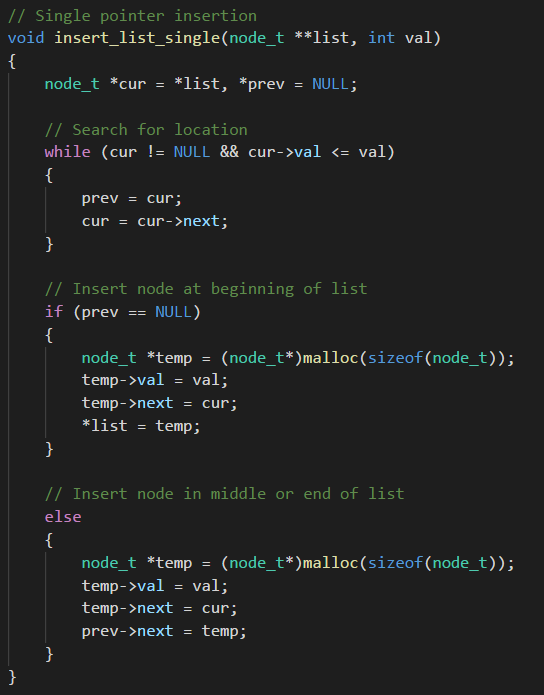 // Single pointer insertion
void insert_list_single(node_t **list, int val)
{
    node_t *cur = *list, *prev = NULL;

    // Search for location
    while (cur != NULL && cur->val <= val)
    {
        prev = cur;
        cur = cur->next;
    }

    // Insert node at beginning of list
    if (prev == NULL)
    {
        node_t *temp = (node_t*)malloc(sizeof(node_t));
        temp->val = val;
        temp->next = cur;
        *list = temp;
    }

    // Insert node in middle or end of list
    else
    {
        node_t *temp = (node_t*)malloc(sizeof(node_t));
        temp->val = val;
        temp->next = cur;
        prev->next = temp;
    }
}